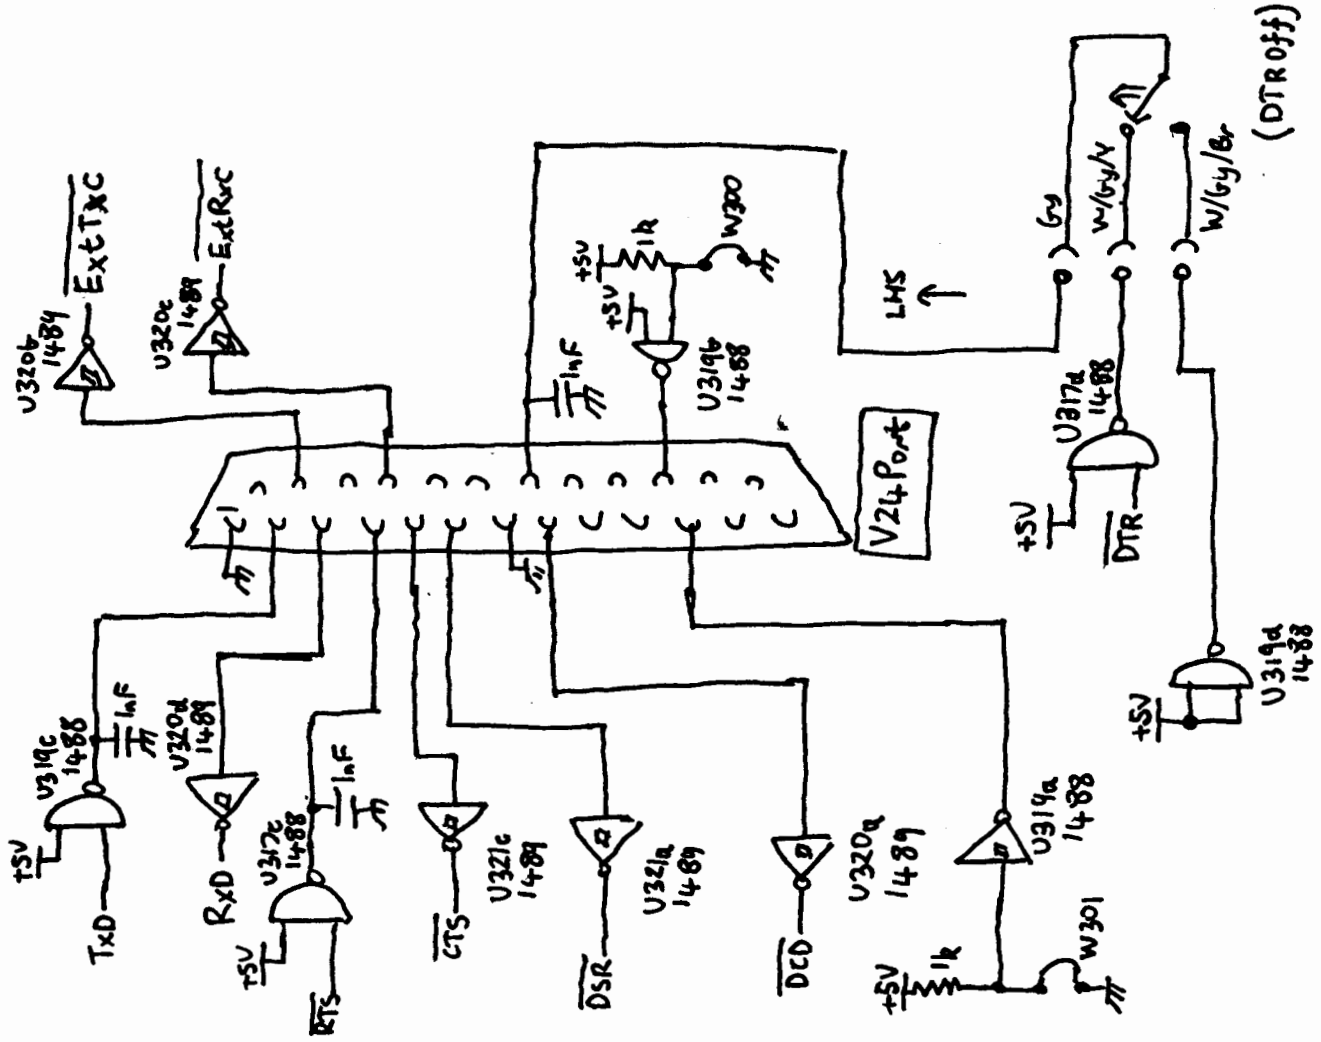 ExtTxC
U320b
1489
ExtRxC
U320c
1489
+5V
1k
W300
+5V
U319b
1488
1nF
LHS
Gy
W/Gy/V
W/Gy/Br
(DTR Off)
V24 Port
1
+5V
DTR
U317d
1488
+5V
U319d
1488
+5V
TxD
U319c
1488
1nF
RxD
U320d
1489
+5V
RTS
U317c
1488
1nF
CTS
U321c
1489
DSR
U321a
1489
DCD
U320a
1489
+5V
1k
W301
U319a
1488